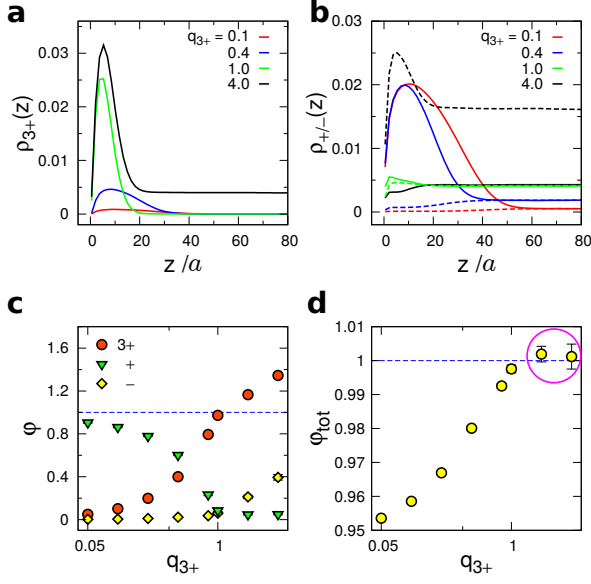 a
q3+ = 0.1
0.4
1.0
4.0
0.03
0.02
0.01
0
ρ3+(z)
0 20 40 60 80
z /a
b
q3+ = 0.1
0.4
1.0
4.0
0.03
0.02
0.01
0
ρ+/−(z)
0 20 40 60 80
z /a
c
3+
+
−
1.6
1.2
0.8
0.4
0
φ
0.05 1
q3+
d
1.01
1
0.99
0.98
0.97
0.96
0.95
φtot
0.05 1
q3+